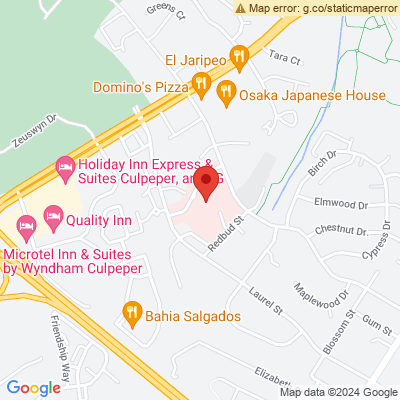 Map error: g.co/staticmaperror
Greens Ct
El Jaripeo
Tara Ct
Domino's Pizza
Osaka Japanese House
Zeuswyn Dr
Birch Dr
Holiday Inn Express &
Suites Culpeper, an IHG
Elmwood Dr
Quality Inn
Chestnut Dr
Cypress Dr
Redbud St
Microtel Inn & Suites
by Wyndham Culpeper
Maplewood Dr
Laurel St
Bahia Salgados
Blossom St
Gum St
Friendship Way
Elizabet
Google
Map data ©2024 Google